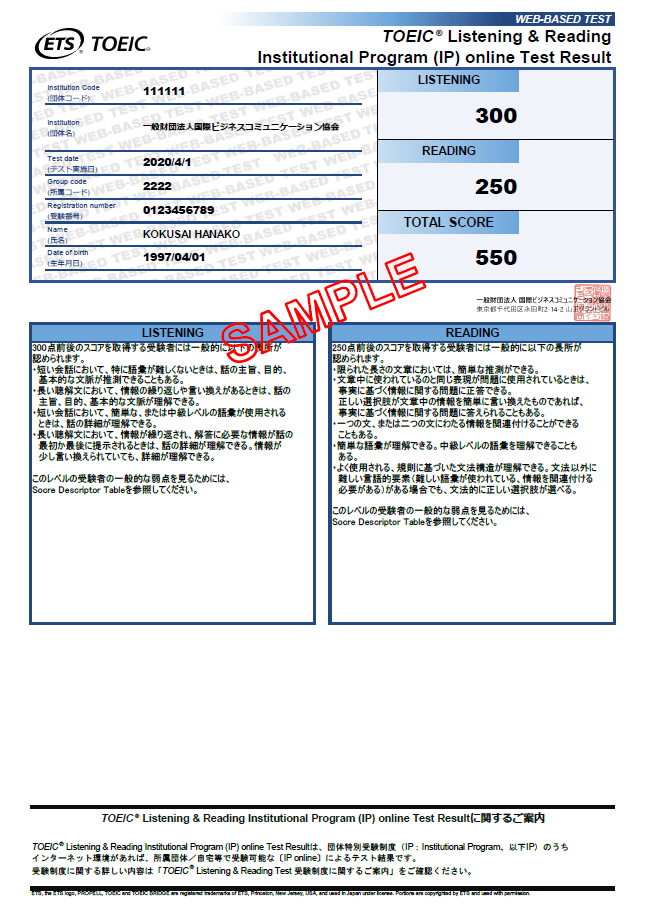 WEB-BASED TEST
ETS® TOEIC®
TOEIC® Listening & Reading
Institutional Program (IP) online Test Result
Institution Code
(団体コード)
111111
Institution
(団体名)
一般財団法人国際ビジネスコミュニケーション協会
Test date
(テスト実施日)
2020/4/1
Group code
(所属コード)
2222
Registration number
(受験番号)
0123456789
Name
(氏名)
KOKUSAI HANAKO
Date of birth
(生年月日)
1997/04/01
LISTENING
300
READING
250
TOTAL SCORE
550
SAMPLE
一般財団法人 国際ビジネスコミュニケーション協会
東京都千代田区永田町2-14-2 山王グランドビル
LISTENING
300点前後のスコアを取得する受験者には一般的に以下の長所が
認められます。
・短い会話において、特に語彙が難しくないときは、話の主旨、目的、
基本的な文脈が推測できることもある。
・長い聴解文において、情報の繰り返しや言い換えがあるときは、話の
主旨、目的、基本的な文脈が理解できる。
・短い会話において、簡単な、または中級レベルの語彙が使用される
ときは、話の詳細が理解できる。
・長い聴解文において、情報が繰り返され、解答に必要な情報が話の
最初か最後に提示されるときは、話の詳細が理解できる。情報が
少し言い換えられていても、詳細が理解できる。
このレベルの受験者の一般的な弱点を見るためには、
Socre Descriptor Tableを参照してください。
READING
250点前後のスコアを取得する受験者には一般的に以下の長所が
認められます。
・限られた長さの文章においては、簡単な推測ができる。
・文章中に使われているのと同じ表現が問題に使用されているときは、
事実に基づく情報に関する問題に正答できる。
正しい選択肢が文章中の情報を簡単に言い換えたものであれば、
事実に基づく情報に関する問題に答えられることもある。
・一つの文、または二つの文にわたる情報を関連付けることができる
こともある。
・簡単な語彙が理解できる。中級レベルの語彙を理解できることも
ある。
・よく使用される、規則に基づいた文法構造が理解できる。文法以外に
難しい言語的要素(難しい語彙が使われている、情報を関連付ける
必要がある)がある場合でも、文法的に正しい選択肢が選べる。
このレベルの受験者の一般的な弱点を見るためには、
Socre Descriptor Tableを参照してください。
TOEIC® Listening & Reading Institutional Program (IP) online Test Resultに関するご案内
TOEIC® Listening & Reading Institutional Program (IP) online Test Resultは、団体特別受験制度(IP:Institutional Program、以下IP)のうち
インターネット環境があれば、所属団体/自宅等で受験可能な〔IP online〕によるテスト結果です。
受験制度に関する詳しい内容は「TOEIC® Listening & Reading Test 受験制度に関するご案内」をご確認ください。
ETS, the ETS logo, PROPELL, TOEIC and TOEIC BRIDGE are registered trademarks of ETS, Princeton, New Jersey, USA, and used in Japan under license. Portions are copyrighted by ETS and used with permission.